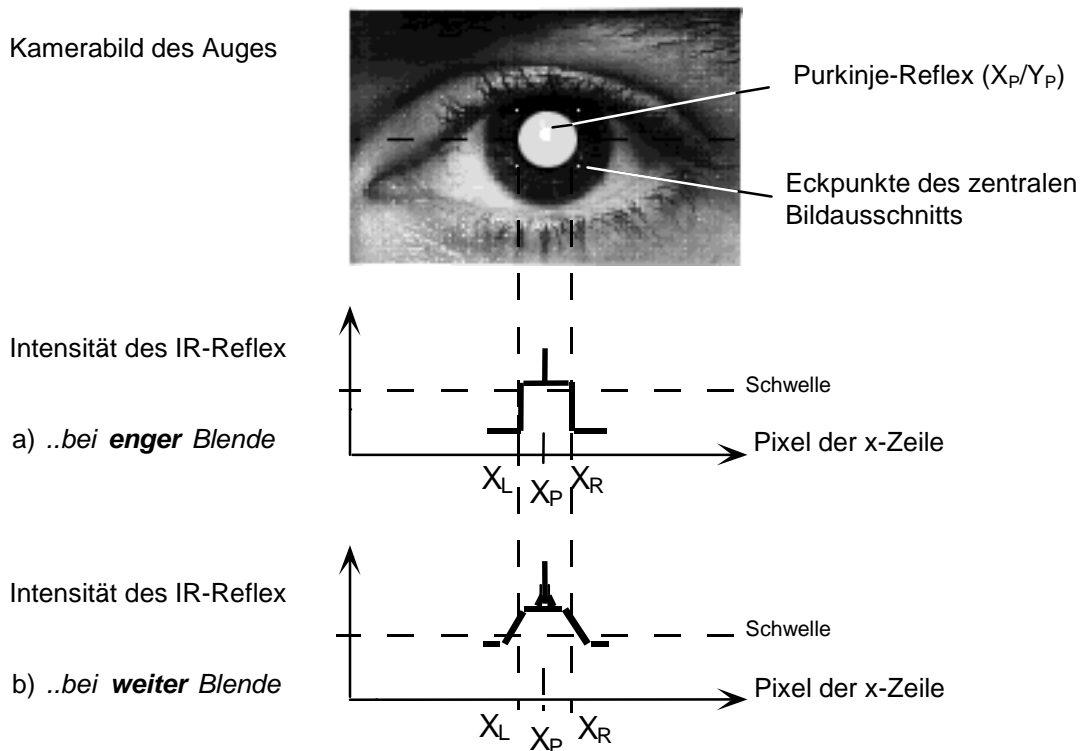 Kamerabild des Auges
Purkinje-Reflex (XP/YP)
Eckpunkte des zentralen
Bildausschnitts
Intensität des IR-Reflex
Schwelle
a) ..bei enger Blende
Pixel der x-Zeile
XL XP XR
Intensität des IR-Reflex
Schwelle
b) ..bei weiter Blende
Pixel der x-Zeile
XL XP XR